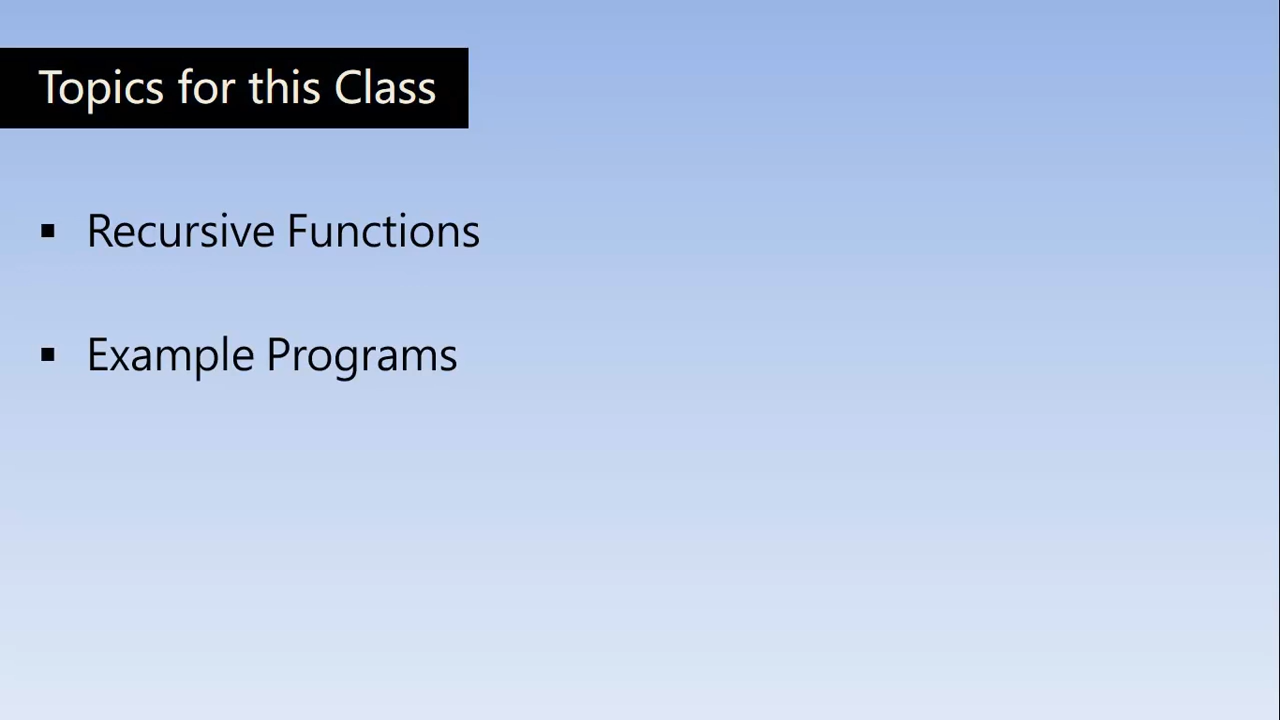 Topics for this Class
▪ Recursive Functions
▪ Example Programs